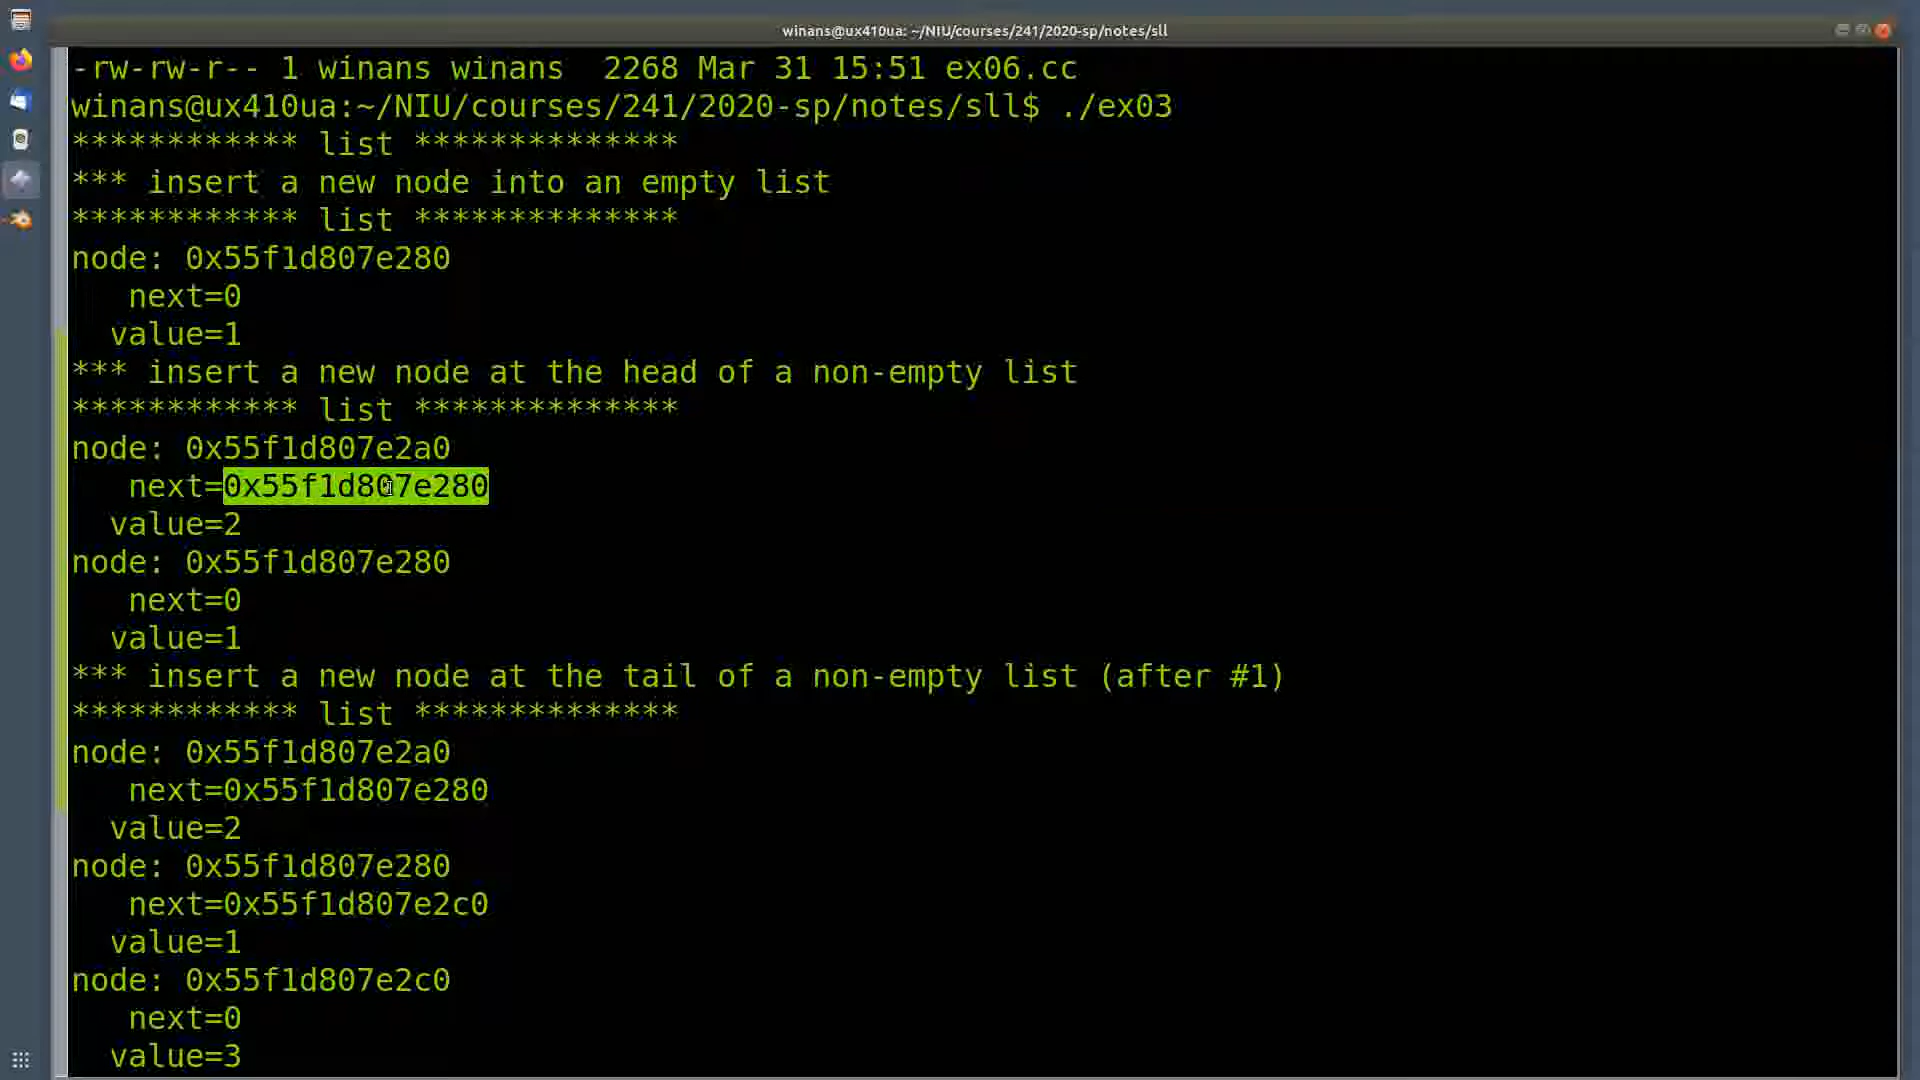 winans@ux410ua: ~/NIU/courses/241/2020-sp/notes/sll
-rw-rw-r-- 1 winans winans  2268 Mar 31 15:51 ex06.cc
winans@ux410ua:~/NIU/courses/241/2020-sp/notes/sll$ ./ex03
************ list **************
*** insert a new node into an empty list
************ list **************
node: 0x55f1d807e280
   next=0
  value=1
*** insert a new node at the head of a non-empty list
************ list **************
node: 0x55f1d807e2a0
   next=0x55f1d807e280
  value=2
node: 0x55f1d807e280
   next=0
  value=1
*** insert a new node at the tail of a non-empty list (after #1)
************ list **************
node: 0x55f1d807e2a0
   next=0x55f1d807e280
  value=2
node: 0x55f1d807e280
   next=0x55f1d807e2c0
  value=1
node: 0x55f1d807e2c0
   next=0
  value=3